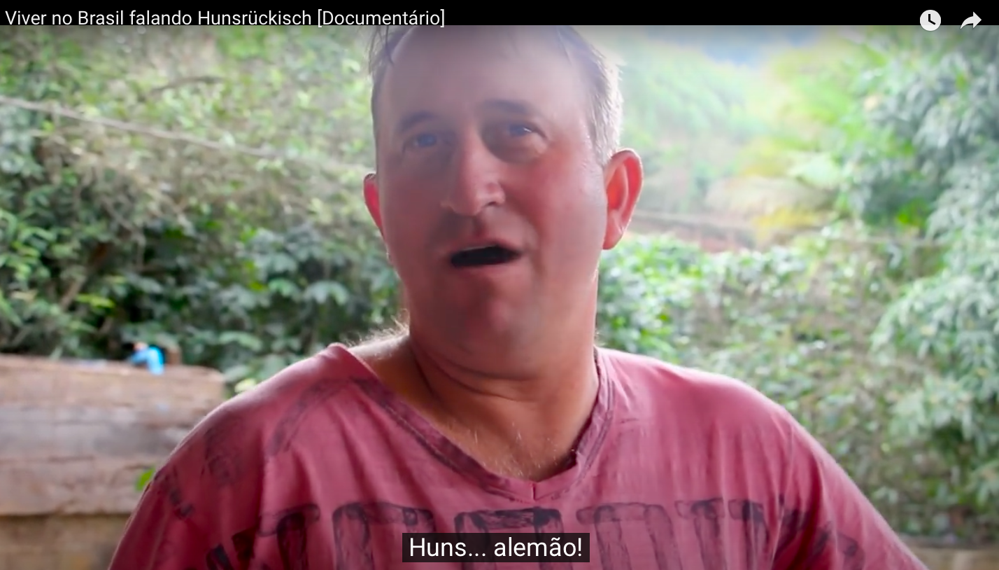 Viver no Brasil falando Hunsrückisch [Documentário]
Huns... alemão!